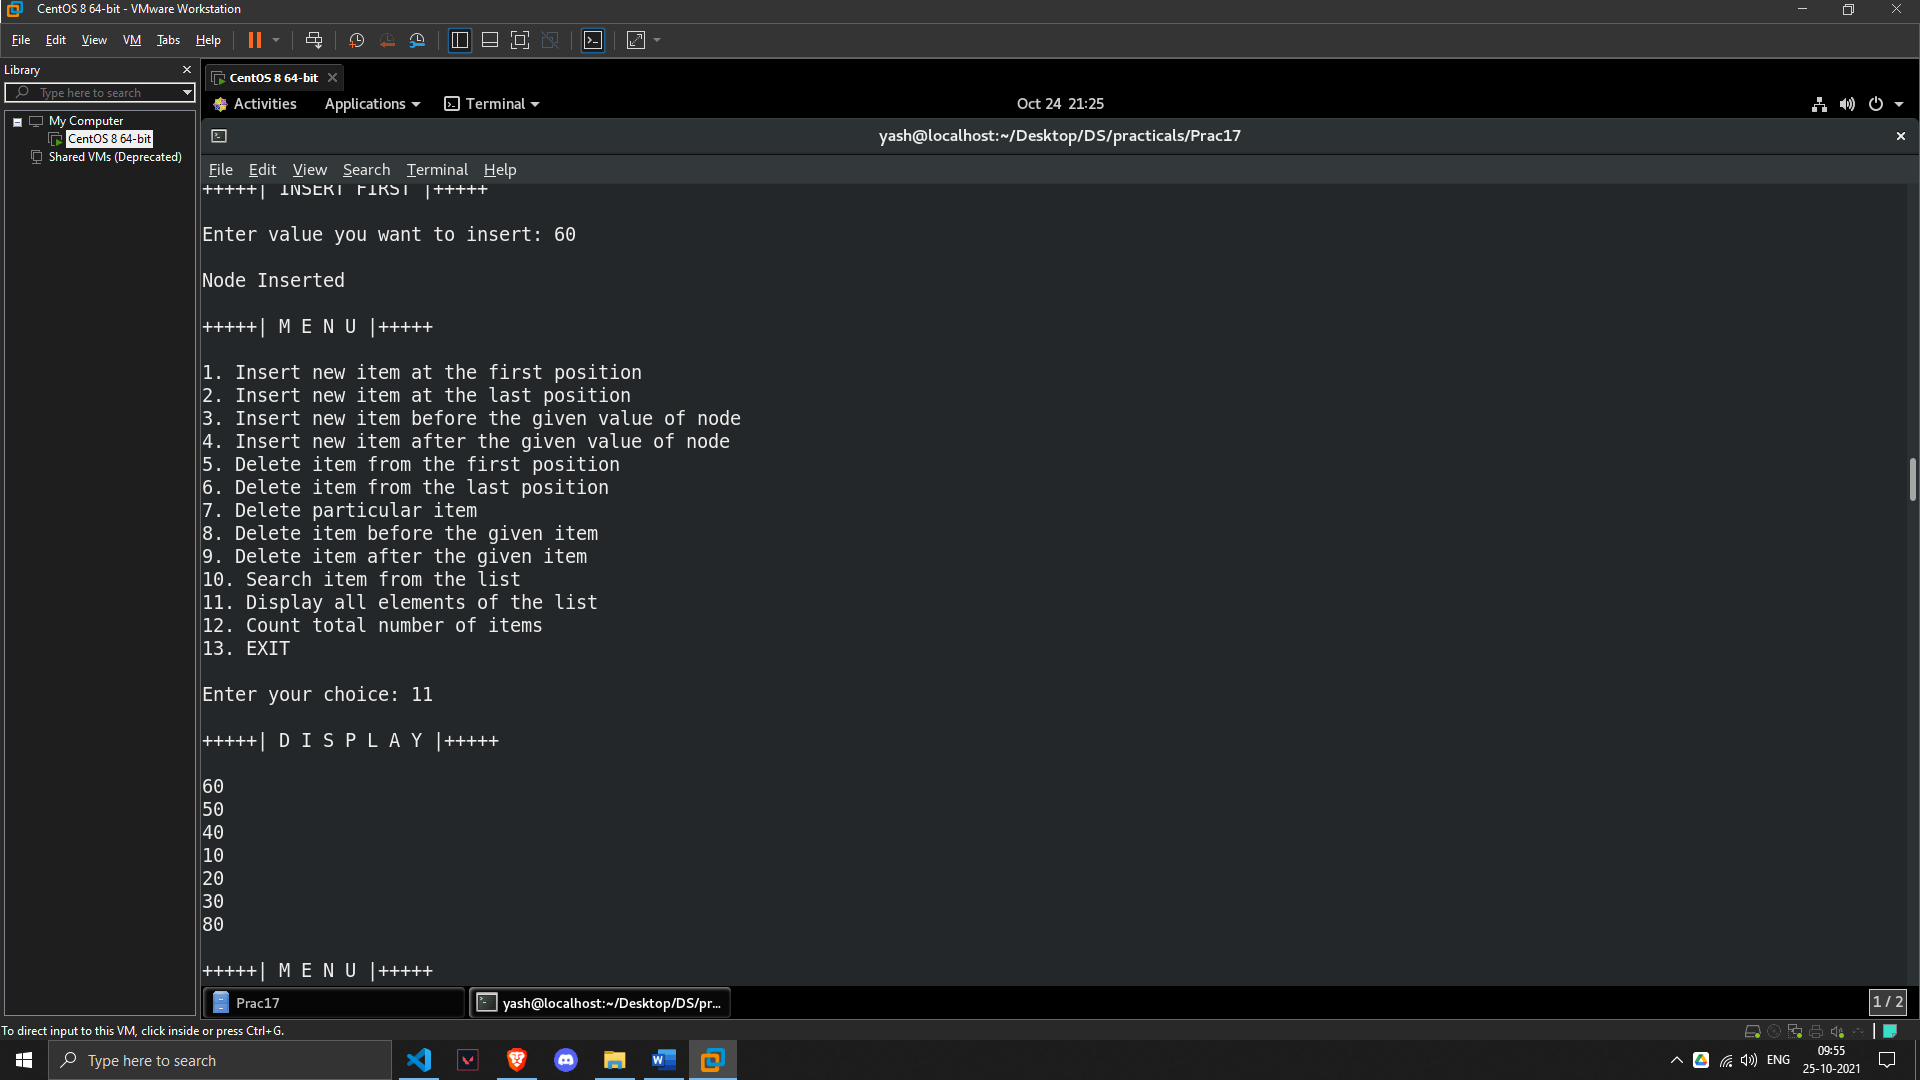 CentOS 8 64-bit - VMware Workstation
File Edit View VM Tabs Help
Library
Type here to search
My Computer
CentOS 8 64-bit
Shared VMs (Deprecated)
CentOS 8 64-bit
Activities Applications Terminal Oct 24 21:25
yash@localhost:~/Desktop/DS/practicals/Prac17
File Edit View Search Terminal Help
+++++| INSERT FIRST |+++++
Enter value you want to insert: 60
Node Inserted
+++++| M E N U |+++++
1. Insert new item at the first position
2. Insert new item at the last position
3. Insert new item before the given value of node
4. Insert new item after the given value of node
5. Delete item from the first position
6. Delete item from the last position
7. Delete particular item
8. Delete item before the given item
9. Delete item after the given item
10. Search item from the list
11. Display all elements of the list
12. Count total number of items
13. EXIT
Enter your choice: 11
+++++| D I S P L A Y |+++++
60
50
40
10
20
30
80
+++++| M E N U |+++++
Prac17 yash@localhost:~/Desktop/DS/pr... 1 / 2
To direct input to this VM, click inside or press Ctrl+G.
Type here to search
ENG
09:55
25-10-2021